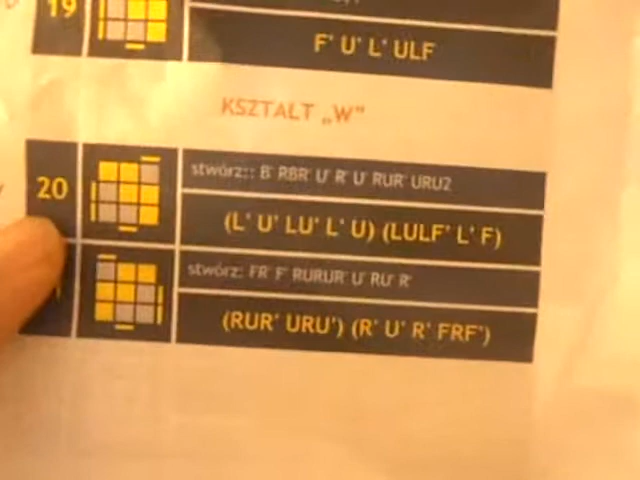 19
F' U' L' ULF
KSZTAŁT „W”
20
stwórz:: B' RBR' U' R' U' RUR' URU2
(L' U' LU' L' U) (LULF' L' F)
stwórz: FR' F' RURUR' U' RU' R'
(RUR' URU') (R' U' R' FRF')